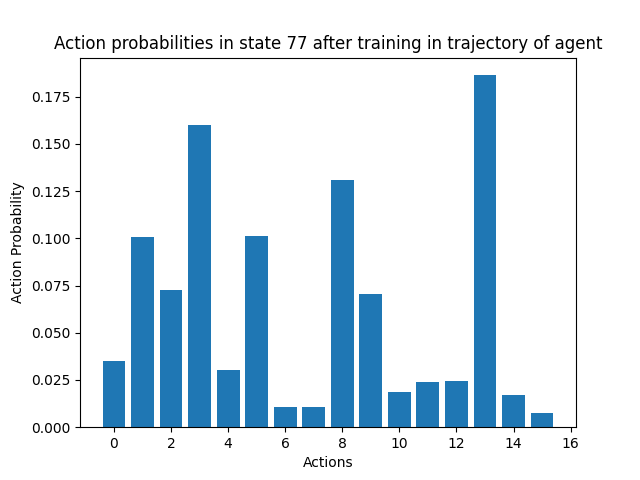 Action probabilities in state 77 after training in trajectory of agent
0.175
0.150
0.125
0.100
0.075
0.050
0.025
0.000
Action Probability
0 2 4 6 8 10 12 14 16
Actions